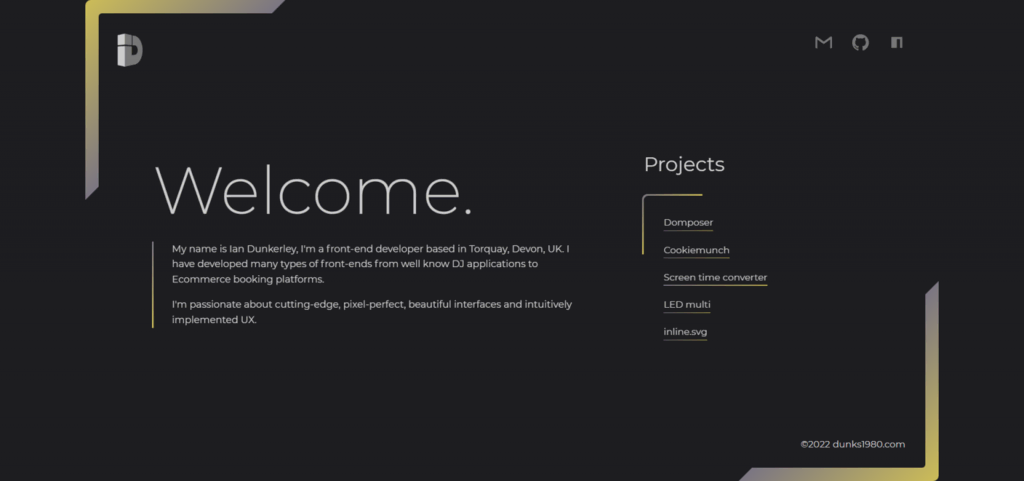 Welcome.
My name is Ian Dunkerley, I'm a front-end developer based in Torquay, Devon, UK. I
have developed many types of front-ends from well know DJ applications to
Ecommerce booking platforms.
I'm passionate about cutting-edge, pixel-perfect, beautiful interfaces and intuitively
implemented UX.
Projects
Domposer
Cookiemunch
Screen time converter
LED multi
inline.svg
©2022 dunks1980.com